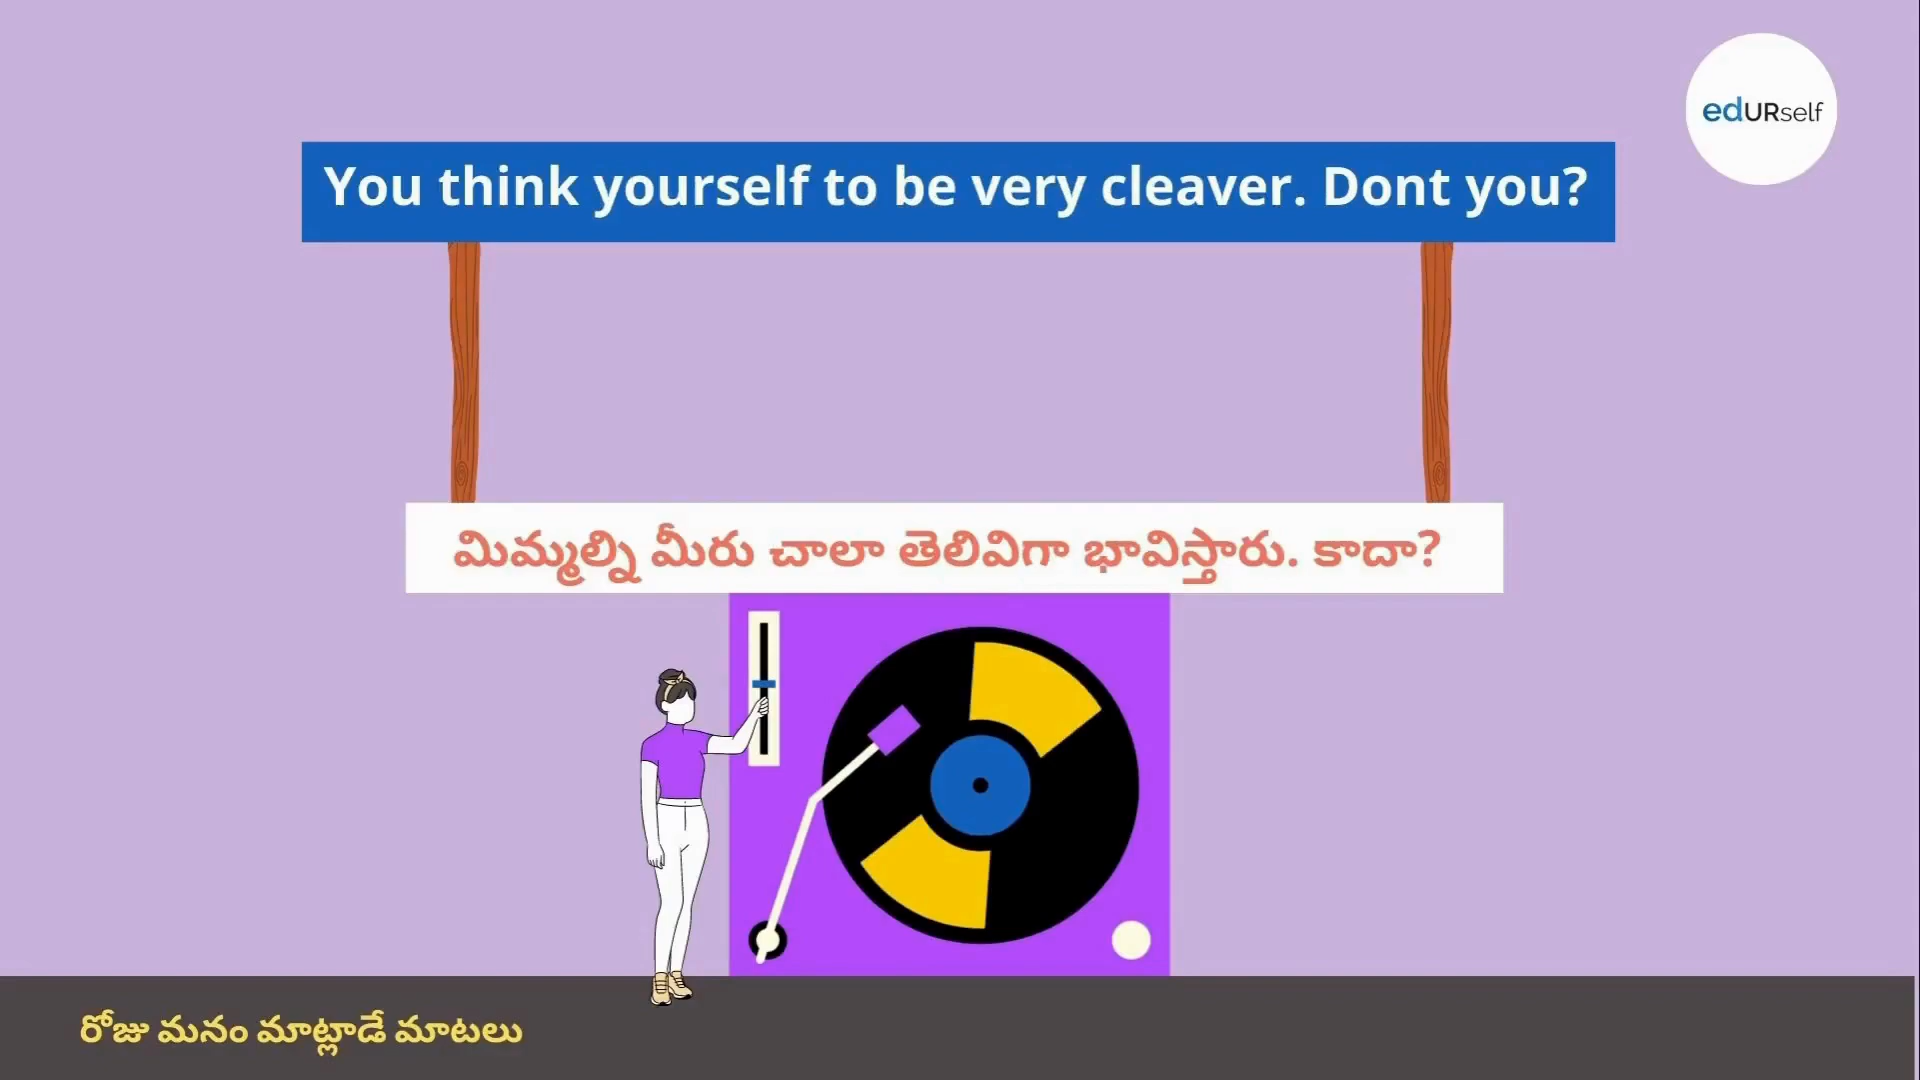 edURself
You think yourself to be very cleaver. Dont you?
మిమ్మల్ని మీరు చాలా తెలివిగా భావిస్తారు. కాదా?
రోజు మనం మాట్లాడే మాటలు